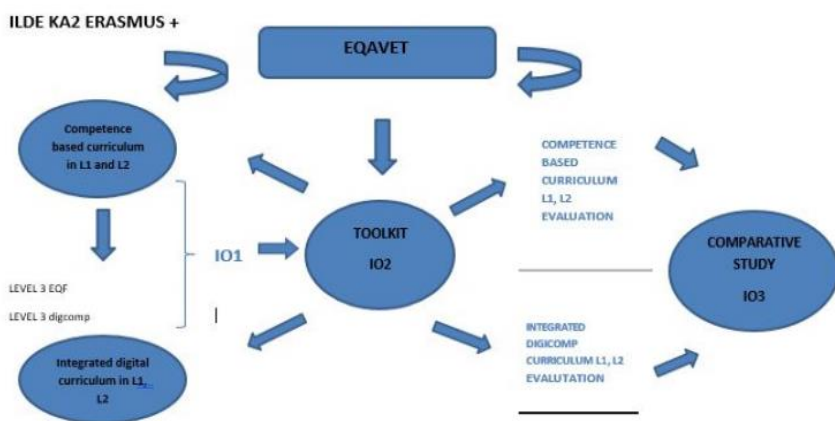 ILDE KA2 ERASMUS +
EQAVET
Competence
based curriculum
in L1 and L2
COMPETENCE
BASED
CURRICULUM
L1, L2
EVALUATION
TOOLKIT
IO2
IO1
COMPARATIVE
STUDY
IO3
LEVEL 3 EQF
LEVEL 3 digcomp
Integrated digital
curriculum in L1,
L2
INTEGRATED
DIGICOMP
CURRICULUM L1, L2
EVALUTATION